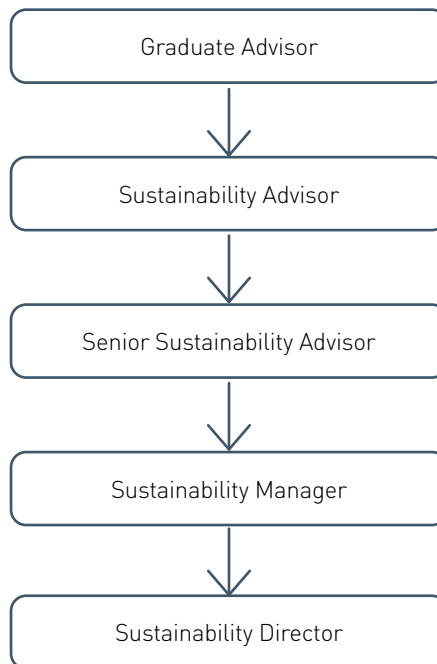 Graduate Advisor
Sustainability Advisor
Senior Sustainability Advisor
Sustainability Manager
Sustainability Director